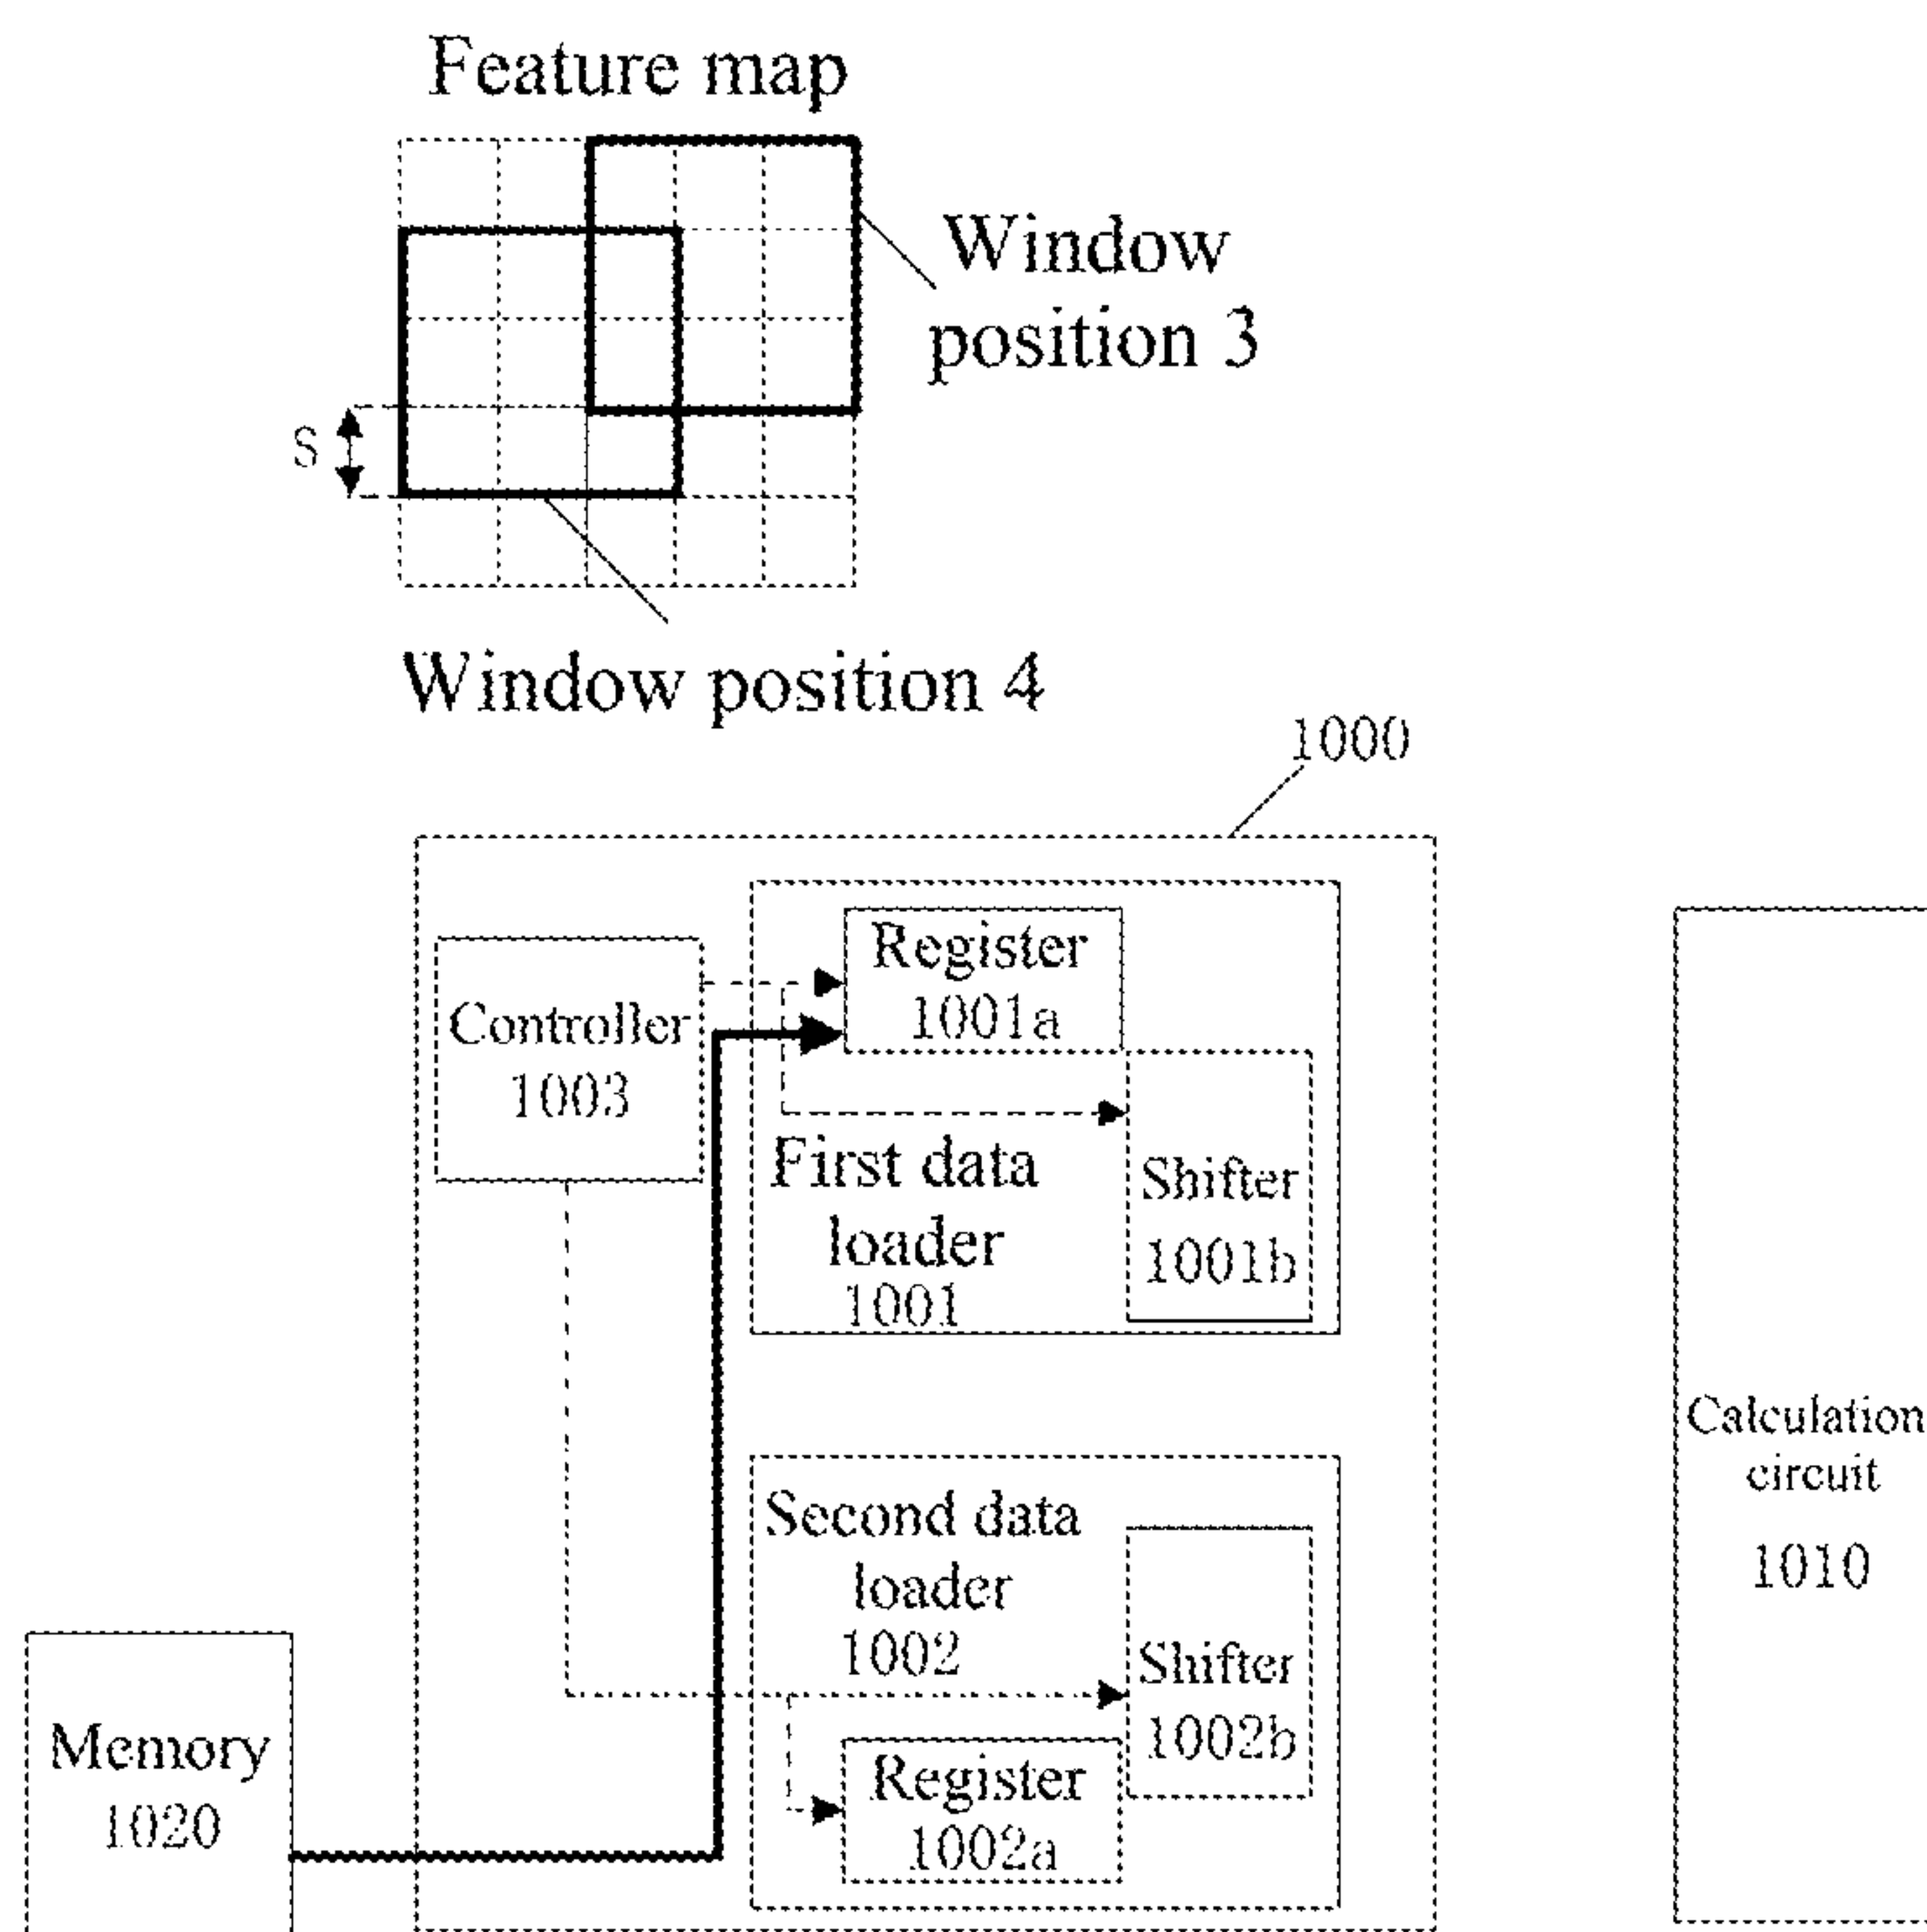 Feature map
Window
position 3
S
Window position 4
1000
Register
1001a
Controller
1003
First data
loader
1001
Shifter
1001b
Calculation
circuit
1010
Second data
loader
1002
Shifter
1002b
Memory
1020
Register
1002a